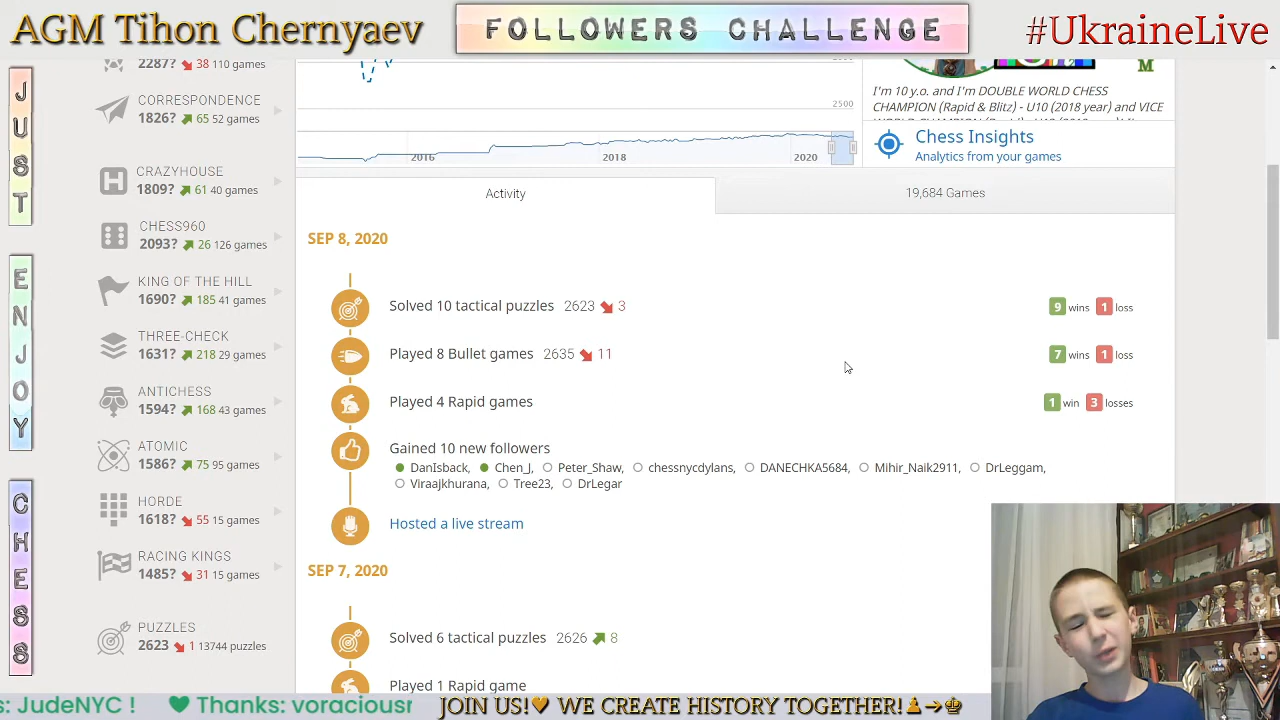 AGM Tihon Chernyaev
FOLLOWERS CHALLENGE
#UkraineLive
JUST
ENJOY
CHESS
2287? 38 110 games
CORRESPONDENCE
1826? 65 52 games
CRAZYHOUSE
1809? 61 40 games
CHESS960
2093? 26 126 games
KING OF THE HILL
1690? 185 41 games
THREE-CHECK
1631? 218 29 games
ANTICHESS
1594? 168 43 games
ATOMIC
1586? 75 95 games
HORDE
1618? 55 15 games
RACING KINGS
1485? 31 15 games
PUZZLES
2623 1 13744 puzzles
2500
2016 2018 2020
M
I'm 10 y.o. and I'm DOUBLE WORLD CHESS
CHAMPION (Rapid & Blitz) - U10 (2018 year) and VICE
Chess Insights
Analytics from your games
Activity
19,684 Games
SEP 8, 2020
Solved 10 tactical puzzles 2623 3 9 wins 1 loss
Played 8 Bullet games 2635 11 7 wins 1 loss
Played 4 Rapid games 1 win 3 losses
Gained 10 new followers
DanIsback, Chen_J, Peter_Shaw, chessnycdylans, DANECHKA5684, Mihir_Naik2911, DrLeggam,
Viraajkhurana, Tree23, DrLegar
Hosted a live stream
SEP 7, 2020
Solved 6 tactical puzzles 2626 8
Played 1 Rapid game
s: JudeNYC ! Thanks: voraciousr JOIN US! WE CREATE HISTORY TOGETHER!